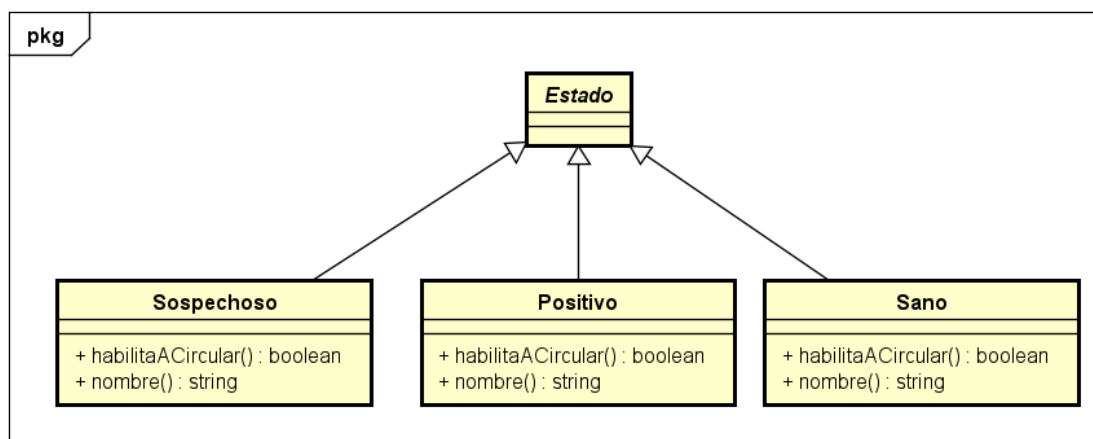 pkg
Estado
Sospechoso
+ habilitaACircular() : boolean
+ nombre() : string
Positivo
+ habilitaACircular() : boolean
+ nombre() : string
Sano
+ habilitaACircular() : boolean
+ nombre() : string